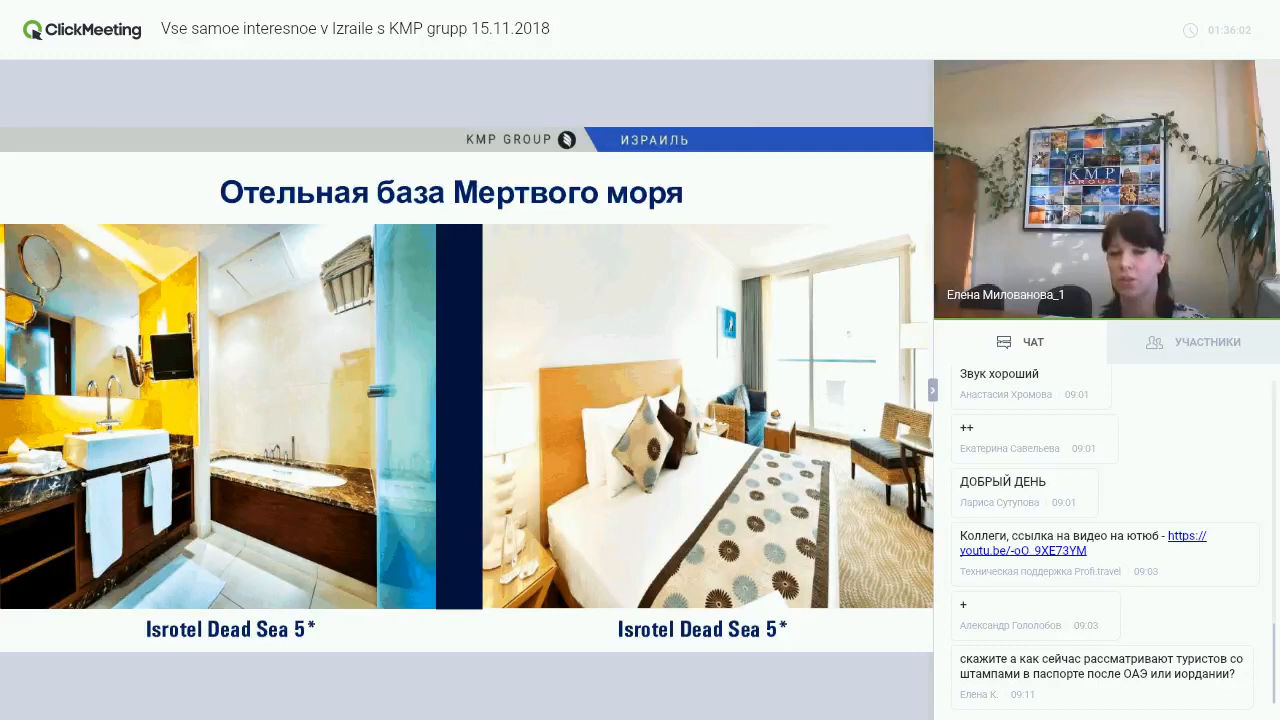 ClickMeeting
Vse samoe interesnoe v Izraile s KMP grupp 15.11.2018
01:36:02
KMP GROUP
ИЗРАИЛЬ
Отельная база Мертвого моря
Isrotel Dead Sea 5*
Isrotel Dead Sea 5*
KMP
GROUP
Елена Милованова_1
ЧАТ
УЧАСТНИКИ
Звук хороший
Анастасия Хромова 09:01
++
Екатерина Савельева 09:01
ДОБРЫЙ ДЕНЬ
Лариса Сутупова 09:01
Коллеги, ссылка на видео на ютюб - https://
youtu.be/-oO_9XE73YM
Техническая поддержка Profi.travel 09:03
+
Александр Гололобов 09:03
скажите а как сейчас рассматривают туристов со
штампами в паспорте после ОАЭ или иордании?
Елена К. 09:11